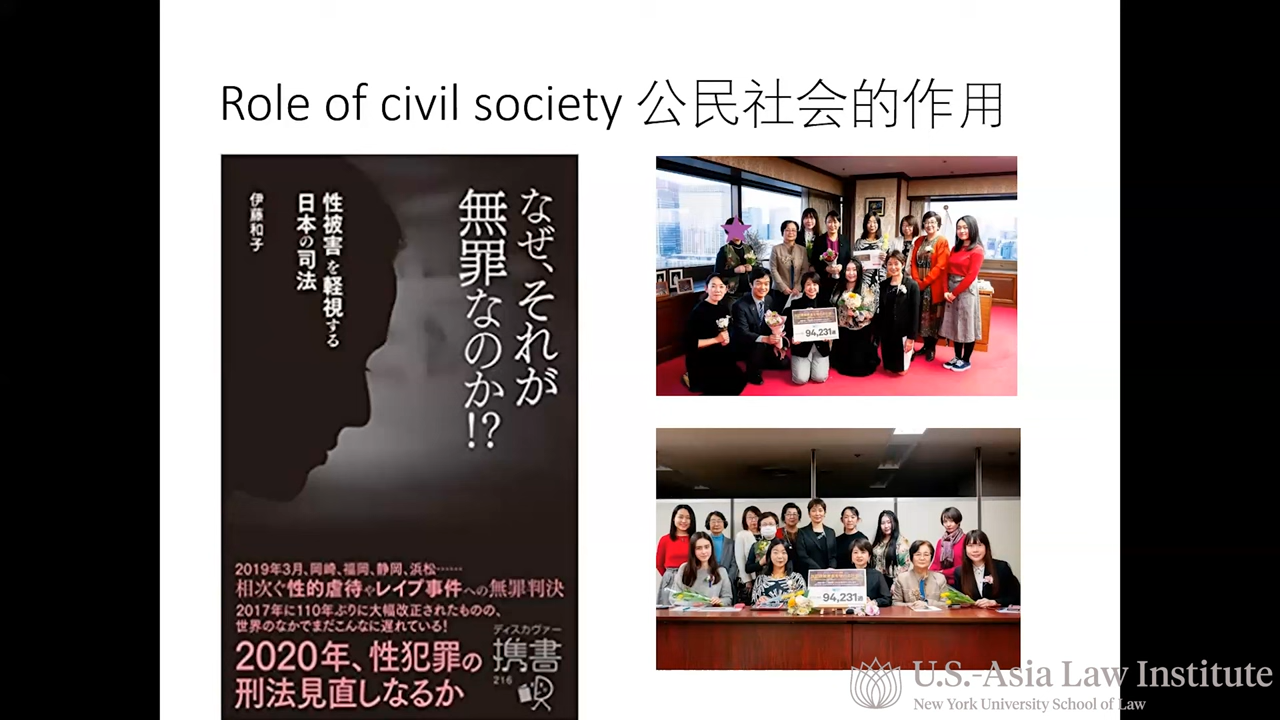 Role of civil society 公民社会的作用
なぜ、それが
無罪なのか!?
性被害を軽視する
日本の司法
伊藤和子
2019年3月、岡崎、福岡、静岡、浜松……
相次ぐ性的虐待やレイプ事件への無罪判決
2017年に110年ぶりに大幅改正されたものの、
世界のなかでまだこんなに遅れている!
2020年、性犯罪の
刑法見直しなるか
ディスカヴァー
携書
216
94,231
94,231
U.S.-Asia Law Institute
New York University School of Law